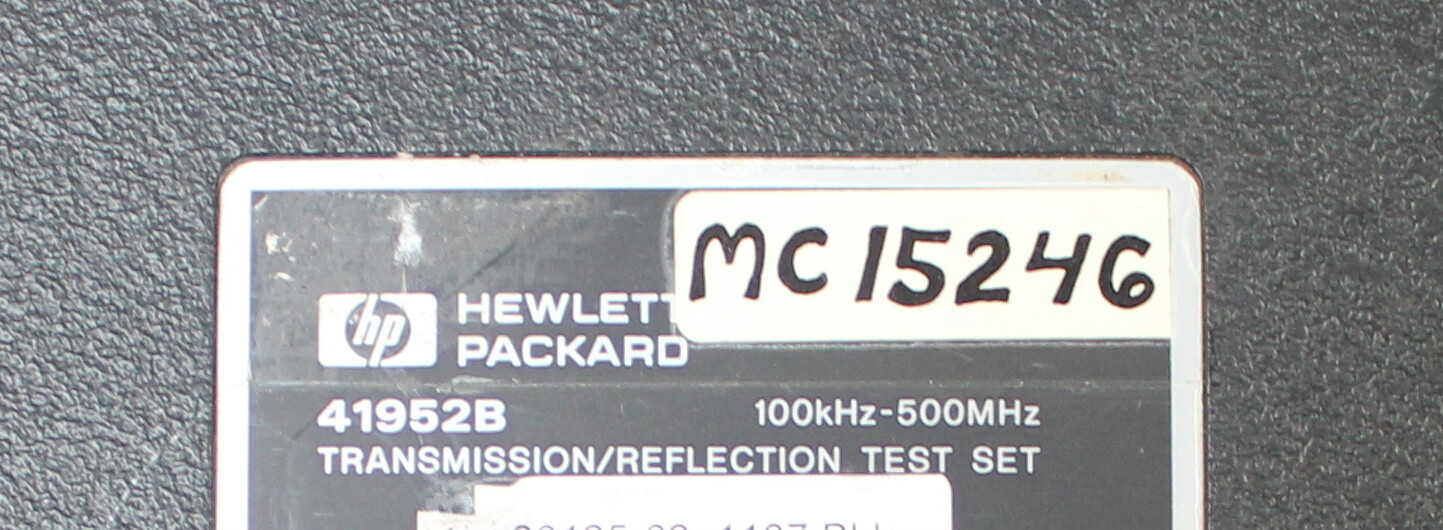 MC 15246
hp HEWLETT
PACKARD
41952B 100kHz-500MHz
TRANSMISSION/REFLECTION TEST SET